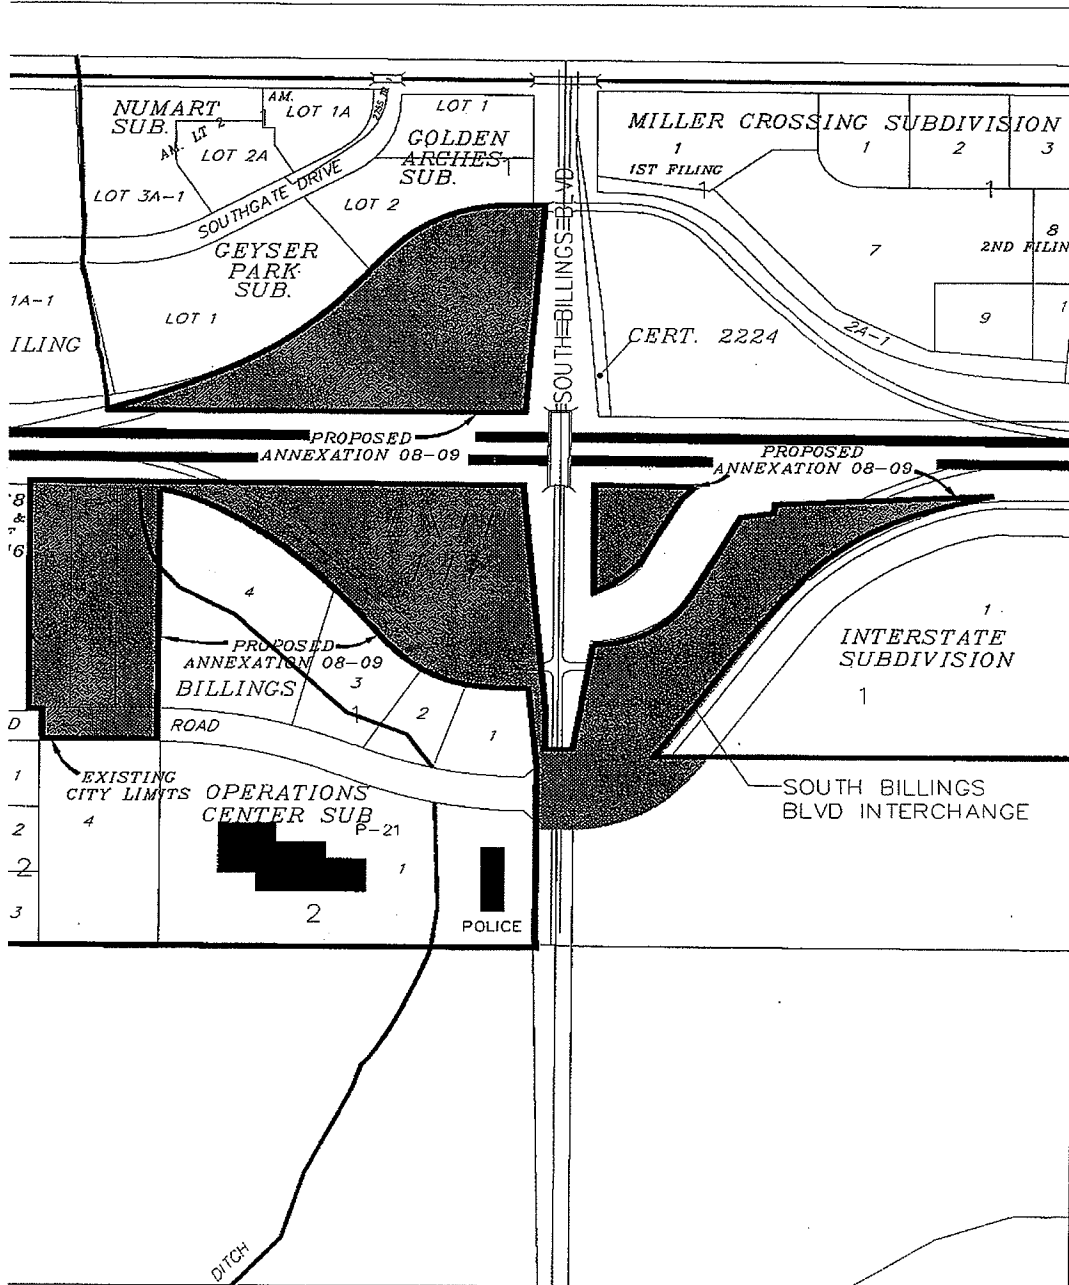 NUMART
SUB.
AM.
LOT 1A
AM. LT 2
LOT 2A
LOT 3A-1
SOUTHGATE DRIVE
LOT 1
GOLDEN
ARCHES
SUB.
1
LOT 2
GEYSER
PARK
SUB.
LOT 1
1A-1
ILING
SOUTH BILLINGS BLVD
MILLER CROSSING SUBDIVISION
1
1ST FILING
1
1
2
3
1
7
8
2ND FILIN
9
1
2A-1
CERT. 2224
PROPOSED
ANNEXATION 08-09
PROPOSED
ANNEXATION 08-09
8
&
16
4
PROPOSED
ANNEXATION 08-09
BILLINGS
3
1
2
1
D
ROAD
1
INTERSTATE
SUBDIVISION
1
EXISTING
CITY LIMITS
1
2
2
3
4
OPERATIONS
CENTER SUB
P-21
1
2
POLICE
SOUTH BILLINGS
BLVD INTERCHANGE
DITCH